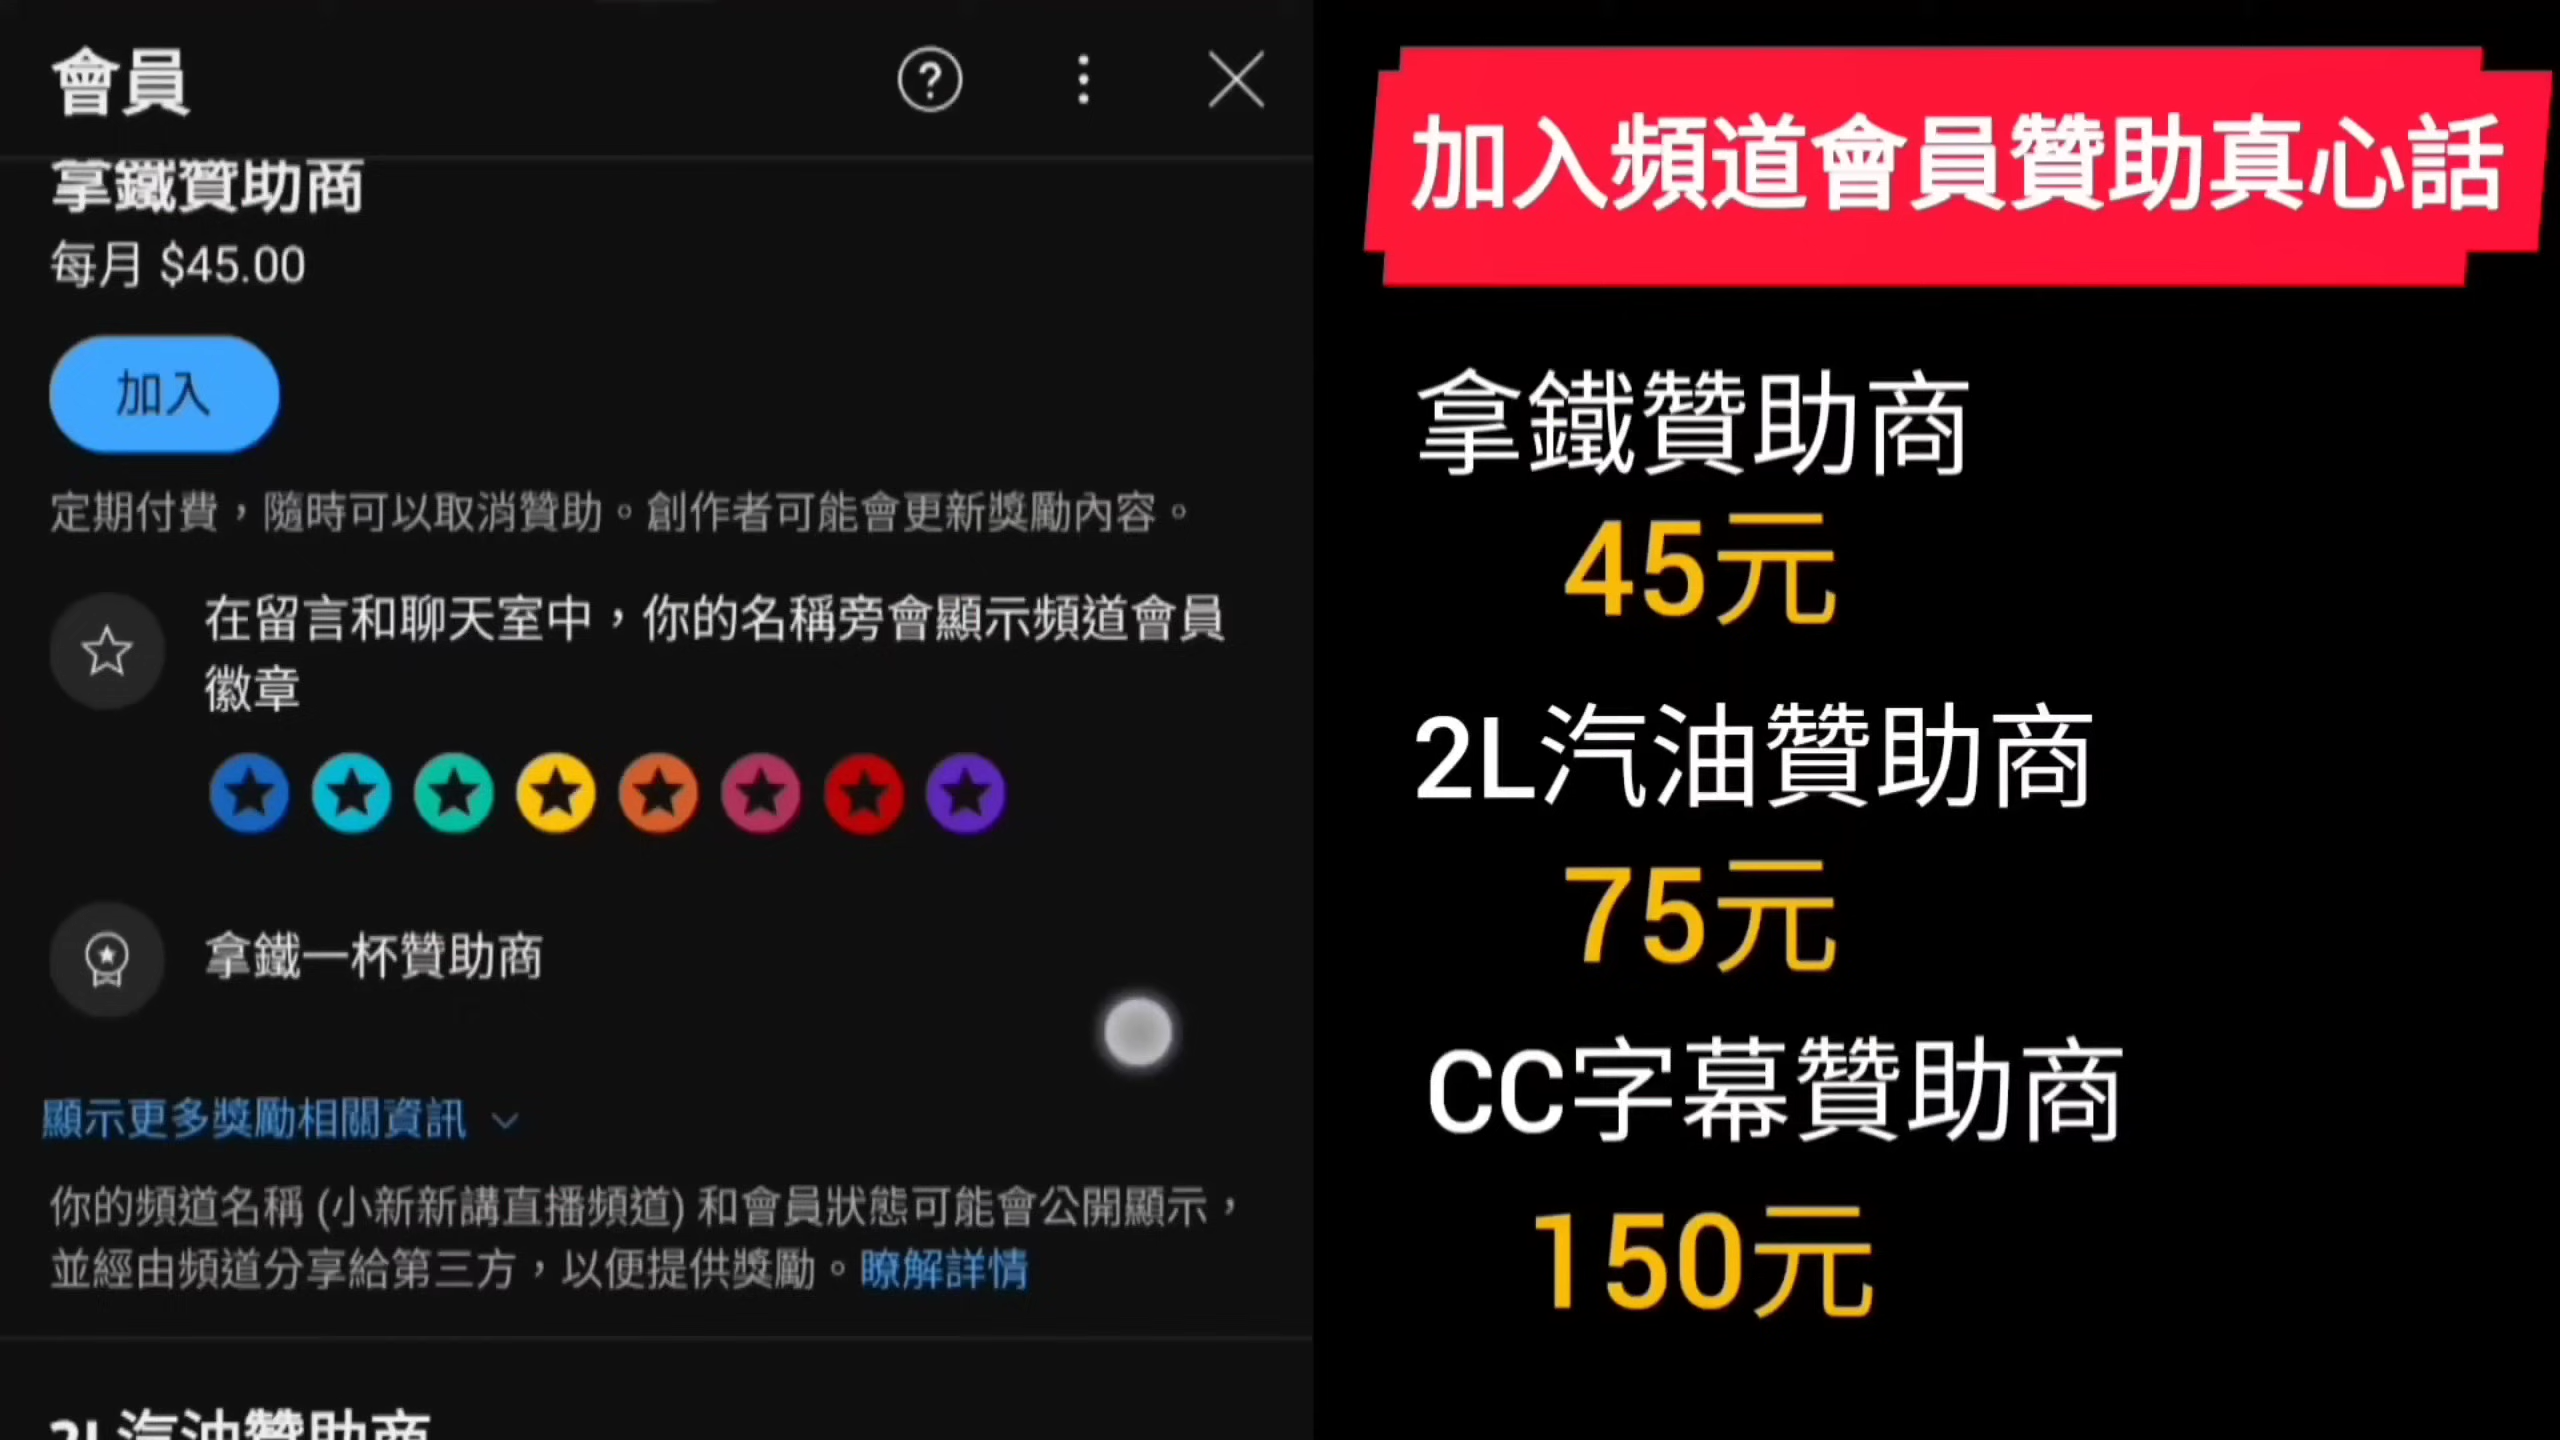 會員
拿鐵贊助商
每月 $45.00
加入
定期付費，隨時可以取消贊助。創作者可能會更新獎勵內容。
在留言和聊天室中，你的名稱旁會顯示頻道會員
徽章
拿鐵一杯贊助商
顯示更多獎勵相關資訊
你的頻道名稱 (小新新講直播頻道) 和會員狀態可能會公開顯示，
並經由頻道分享給第三方，以便提供獎勵。瞭解詳情
2L汽油贊助商
加入頻道會員贊助真心話
拿鐵贊助商
45元
2L汽油贊助商
75元
CC字幕贊助商
150元